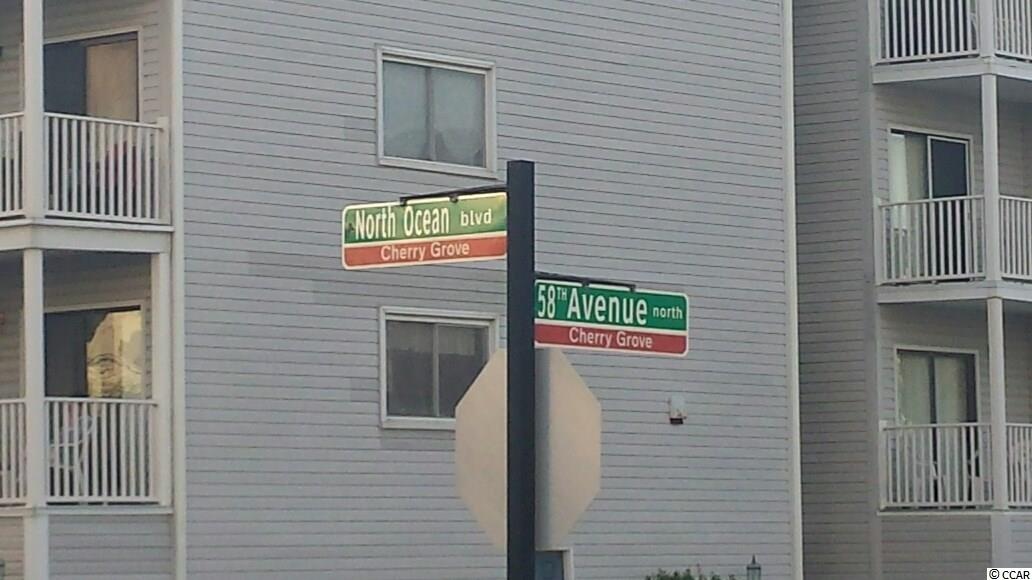 North Ocean blvd
Cherry Grove
58TH Avenue north
Cherry Grove
© CCAR